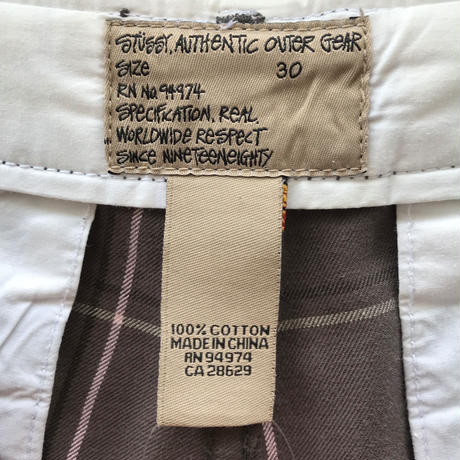 STÜSSY, AUTHENTIC OUTER GEAR
SIZE 30
RN No 94974
SPECIFICATION. REAL.
WORLDWIDE RESPECT
SINCE NINETEENEIGHTY
100% COTTON
MADE IN CHINA
RN 94974
CA 28629